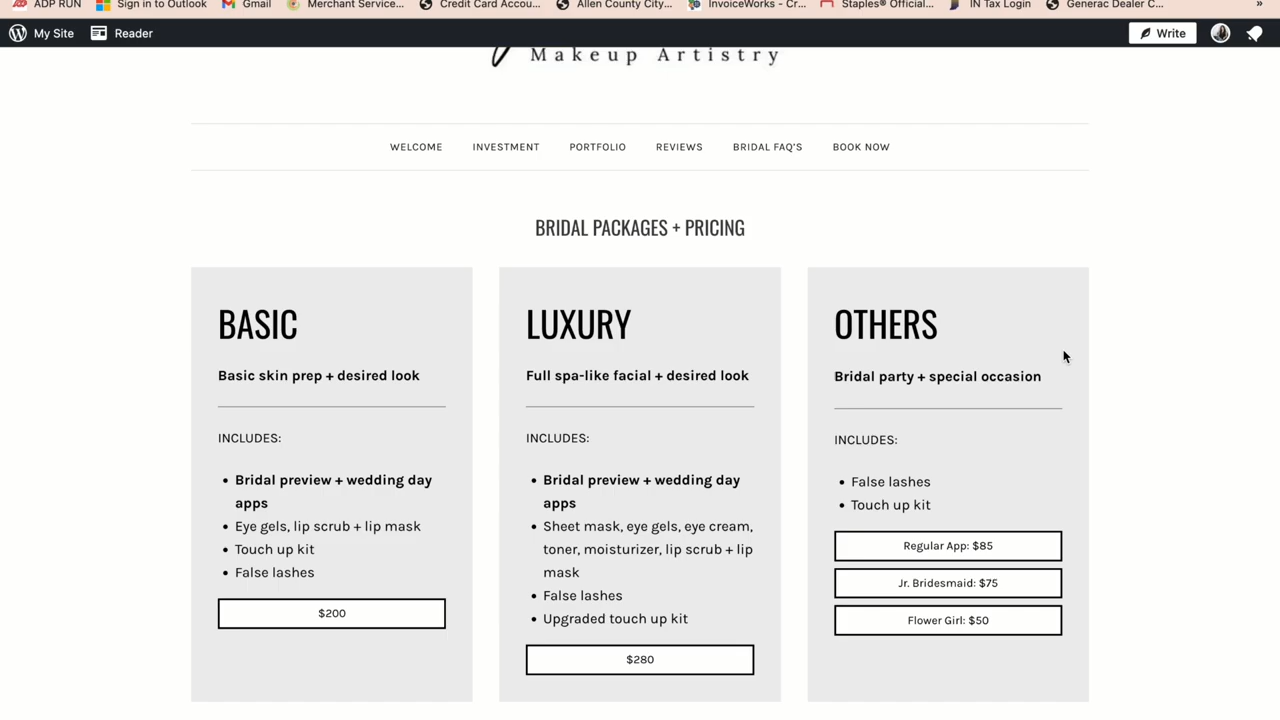 ADP RUN Sign in to Outlook Gmail Merchant Service... Credit Card Accou... Allen County City... InvoiceWorks - Cr... Staples® Official... IN Tax Login Generac Dealer C... »
My Site Reader Write
Makeup Artistry
WELCOME INVESTMENT PORTFOLIO REVIEWS BRIDAL FAQ'S BOOK NOW
BRIDAL PACKAGES + PRICING
BASIC
Basic skin prep + desired look
INCLUDES:
• Bridal preview + wedding day
apps
• Eye gels, lip scrub + lip mask
• Touch up kit
• False lashes
$200
LUXURY
Full spa-like facial + desired look
INCLUDES:
• Bridal preview + wedding day
apps
• Sheet mask, eye gels, eye cream,
toner, moisturizer, lip scrub + lip
mask
• False lashes
• Upgraded touch up kit
$280
OTHERS
Bridal party + special occasion
INCLUDES:
• False lashes
• Touch up kit
Regular App: $85
Jr. Bridesmaid: $75
Flower Girl: $50